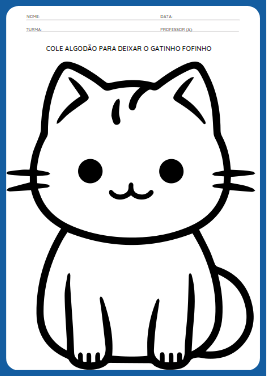 NOME: DATA:
TURMA: PROFESSOR (A):
COLE ALGODÃO PARA DEIXAR O GATINHO FOFINHO